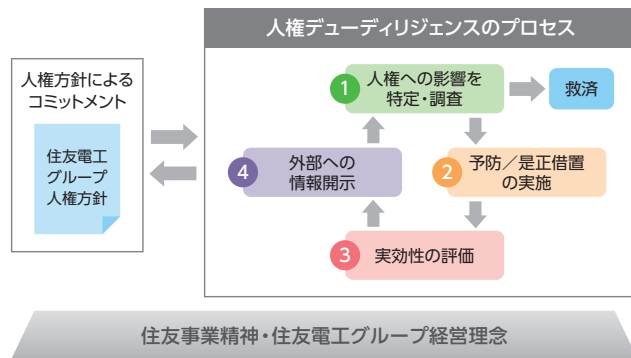 人権デューディリジェンスのプロセス
人権方針による
コミットメント
住友電工
グループ
人権方針
1
人権への影響を
特定・調査
救済
2
予防／是正措置
の実施
3
実効性の評価
4
外部への
情報開示
住友事業精神・住友電工グループ経営理念